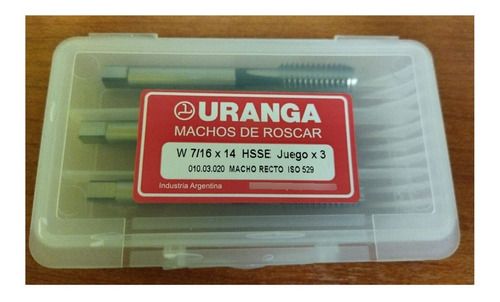 URANGA
MACHOS DE ROSCAR
W 7/16 x 14 HSSE Juego x 3
010.03.020 MACHO RECTO ISO 529
Industria Argentina